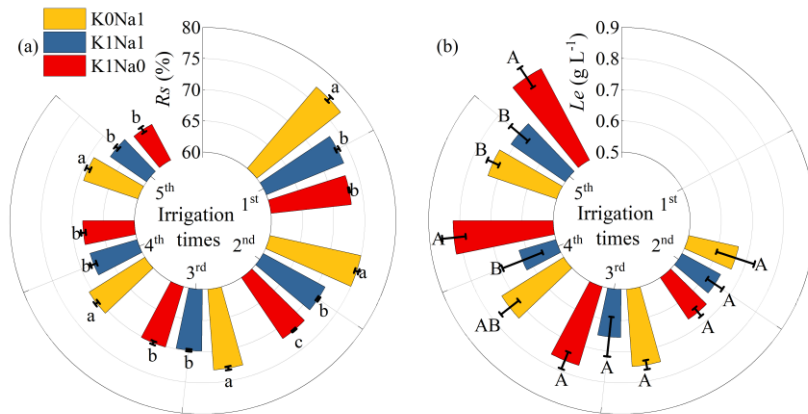 K0Na1
K1Na1
K1Na0
(a)
Rs (%)
80
75
70
65
60
Irrigation
times
1st
2nd
3rd
4th
5th
a
b
b
a
b
c
a
b
b
a
b
b
a
b
b
(b)
Le (g L-1)
0.9
0.8
0.7
0.6
0.5
Irrigation
times
1st
2nd
3rd
4th
5th
A
A
A
A
A
A
AB
B
A
B
B
A